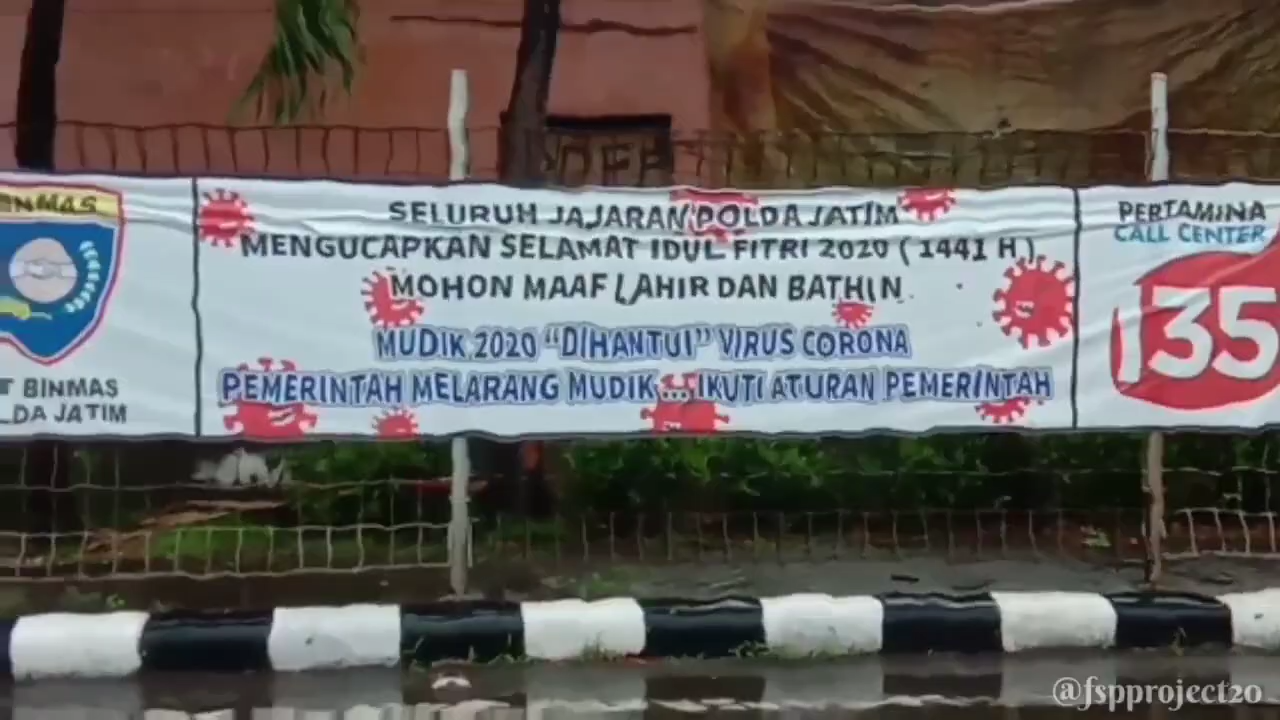 BINMAS
T BINMAS
DA JATIM
SELURUH JAJARAN POLDA JATIM
MENGUCAPKAN SELAMAT IDUL FITRI 2020 ( 1441 H )
MOHON MAAF LAHIR DAN BATHIN
MUDIK 2020 “DIHANTUI” VIRUS CORONA
PEMERINTAH MELARANG MUDIK ... IKUTI ATURAN PEMERINTAH
PERTAMINA
CALL CENTER
135
@fspproject20